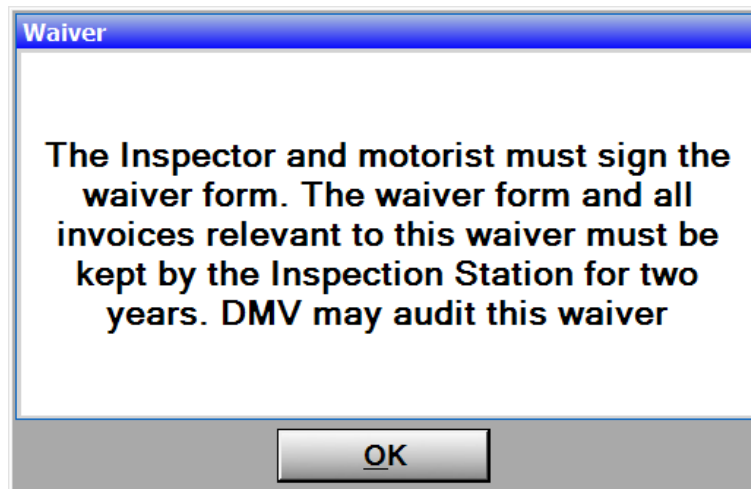 Waiver
The Inspector and motorist must sign the
waiver form. The waiver form and all
invoices relevant to this waiver must be
kept by the Inspection Station for two
years. DMV may audit this waiver
OK